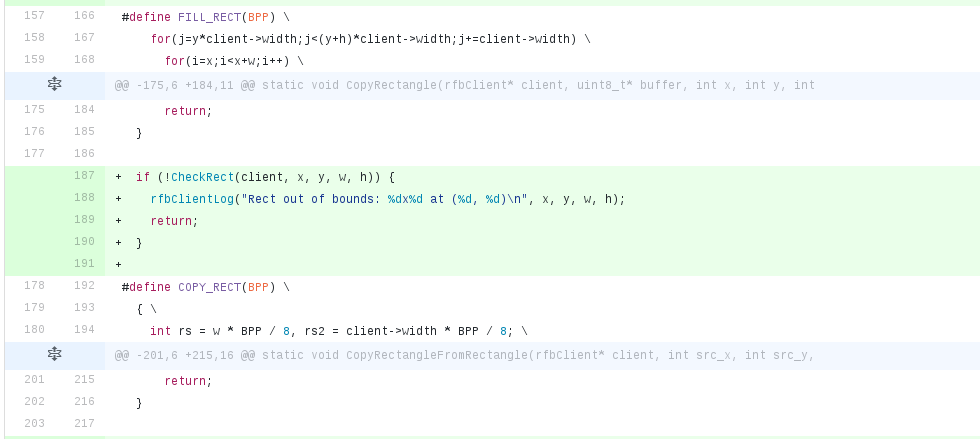 157 166 #define FILL_RECT(BPP) \
158 167 for(j=y*client->width;j<(y+h)*client->width;j+=client->width) \
159 168 for(i=x;i<x+w;i++) \
@@ -175,6 +184,11 @@ static void CopyRectangle(rfbClient* client, uint8_t* buffer, int x, int y, int
175 184 return;
176 185 }
177 186
187 + if (!CheckRect(client, x, y, w, h)) {
188 + rfbClientLog("Rect out of bounds: %dx%d at (%d, %d)\n", x, y, w, h);
189 + return;
190 + }
191 +
178 192 #define COPY_RECT(BPP) \
179 193 { \
180 194 int rs = w * BPP / 8, rs2 = client->width * BPP / 8; \
@@ -201,6 +215,16 @@ static void CopyRectangleFromRectangle(rfbClient* client, int src_x, int src_y,
201 215 return;
202 216 }
203 217